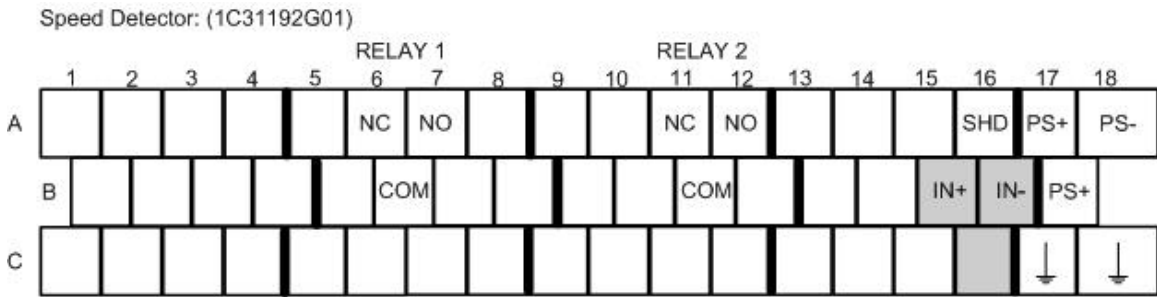 Speed Detector: (1C31192G01)
RELAY 1 RELAY 2
1 2 3 4 5 6 7 8 9 10 11 12 13 14 15 16 17 18
A NC NO NC NO SHD PS+ PS-
B COM COM IN+ IN- PS+
C